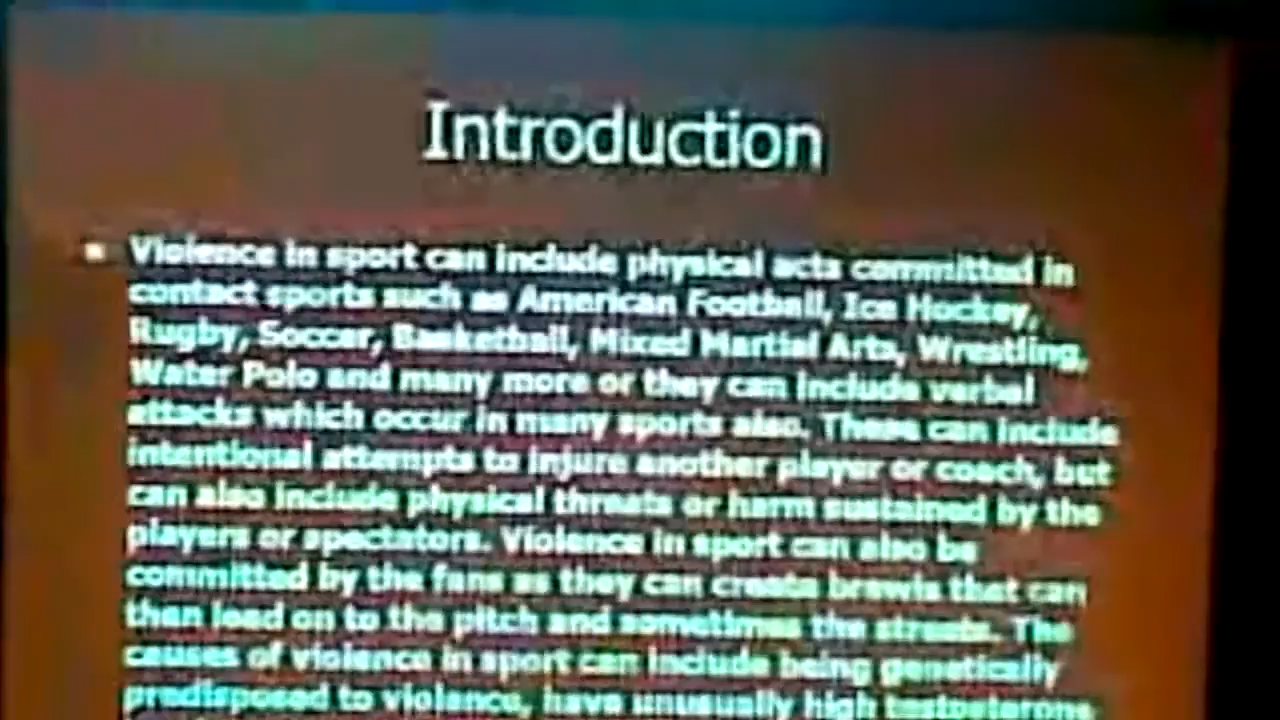 Introduction
Violence in sport can include physical acts committed in
contact sports such as American Football, Ice Hockey,
Rugby, Soccer, Basketball, Mixed Martial Arts, Wrestling,
Water Polo and many more or they can include verbal
attacks which occur in many sports also. These can include
intentional attempts to injure another player or coach, but
can also include physical threats or harm sustained by the
players or spectators. Violence in sport can also be
committed by the fans as they can create brawls that can
then lead on to the pitch and sometimes the streets. The
causes of violence in sport can include being genetically
predisposed to violence, have unusually high testosterone